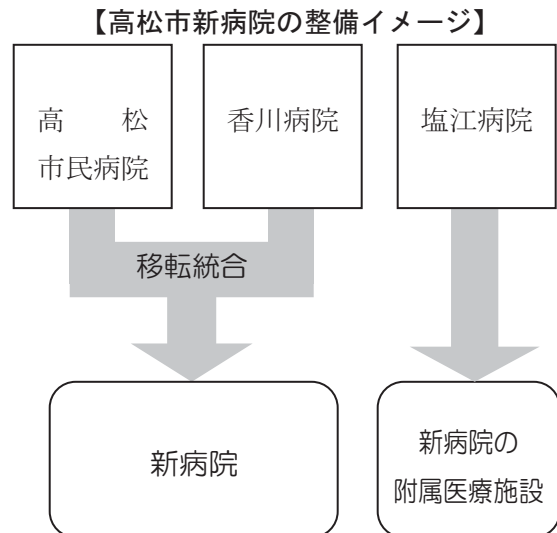 【高松市新病院の整備イメージ】
高　　松
市民病院
香川病院
塩江病院
移転統合
新病院
新病院の
附属医療施設